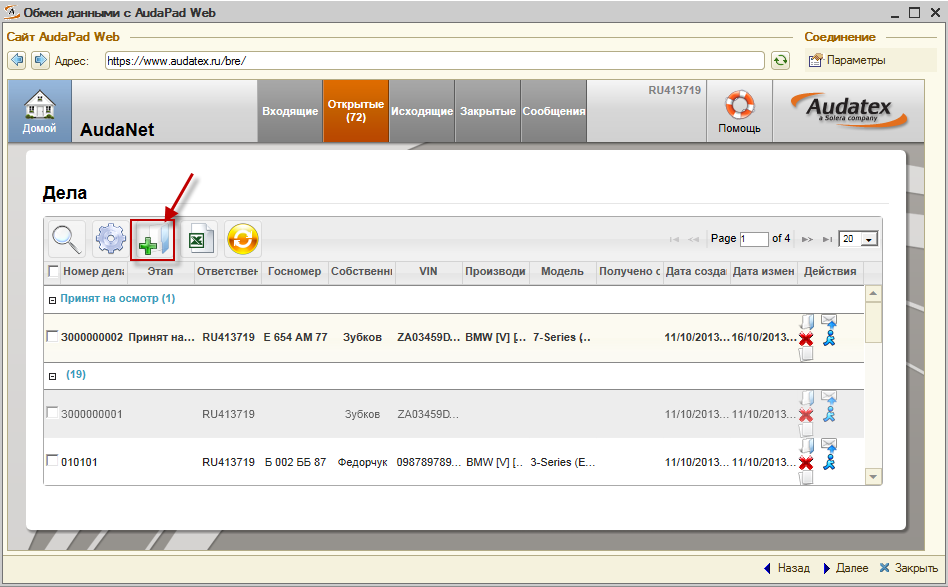 Обмен данными с AudaPad Web
Сайт AudaPad Web
Соединение
Адрес: https://www.audatex.ru/bre/
Параметры
Домой
AudaNet
Входящие
Открытые
(72)
Исходящие
Закрытые
Сообщения
RU413719
Помощь
Audatex
a Solera company
Дела
Page 1 of 4 20
Номер дела Этап Ответствен Госномер Собственни VIN Производи Модель Получено с Дата созда Дата измен Действия
Принят на осмотр (1)
3000000002 Принят на... RU413719 Е 654 АМ 77 Зубков ZA03459D... BMW [V] [... 7-Series (.. 11/10/2013... 16/10/2013...
(19)
3000000001 RU413719 Зубков ZA03459D... 11/10/2013... 11/10/2013...
010101 RU413719 Б 002 ББ 87 Федорчук 098789789... BMW [V] [.. 3-Series (E... 11/10/2013... 11/10/2013...
Назад Далее Закрыть